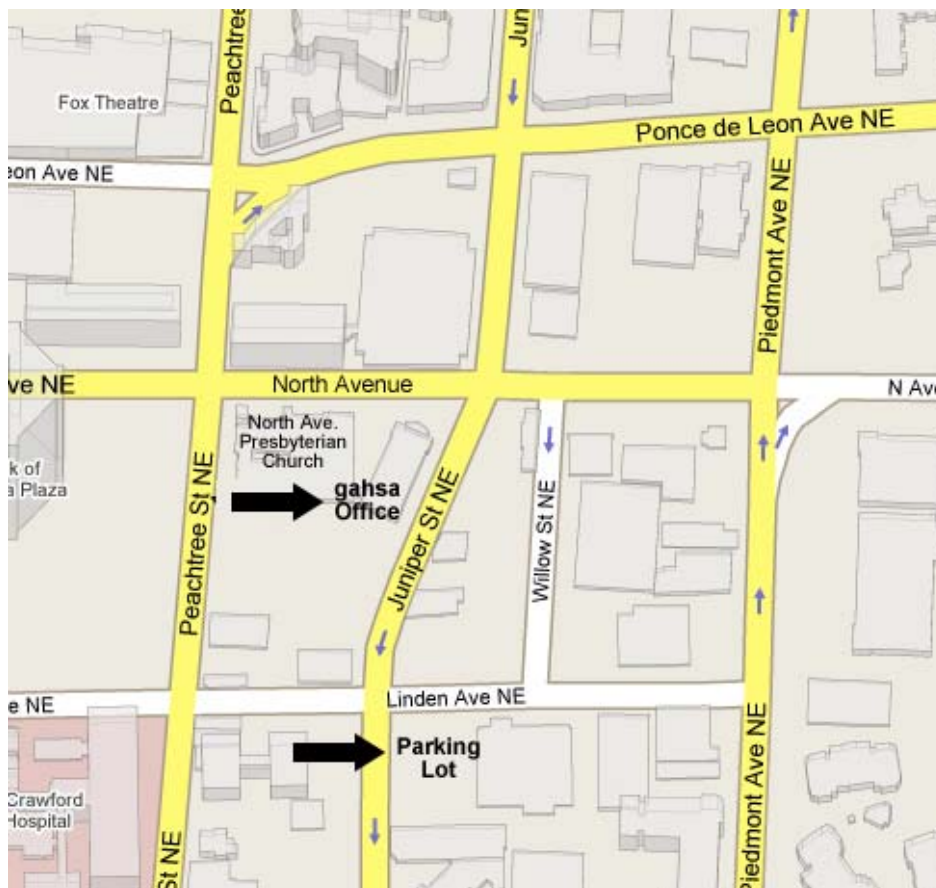 Peachtree
Jun
Fox Theatre
Ponce de Leon Ave NE
eon Ave NE
Piedmont Ave NE
ve NE
North Avenue
N Ave
North Ave.
Presbyterian
Church
k of
a Plaza
gahsa
Office
Peachtree St NE
Juniper St NE
Willow St NE
e NE
Linden Ave NE
Parking
Lot
Piedmont Ave NE
Crawford
Hospital
St NE